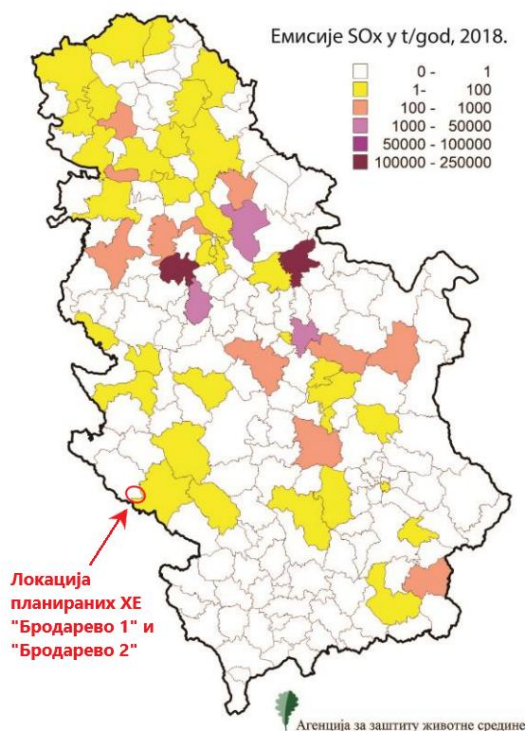 Емисије SOx у t/god, 2018.
0 - 1
1- 100
100 - 1000
1000 - 50000
50000 - 100000
100000 - 250000
Локација
планираних ХЕ
"Бродарево 1" и
"Бродарево 2"
Агенција за заштиту животне средине